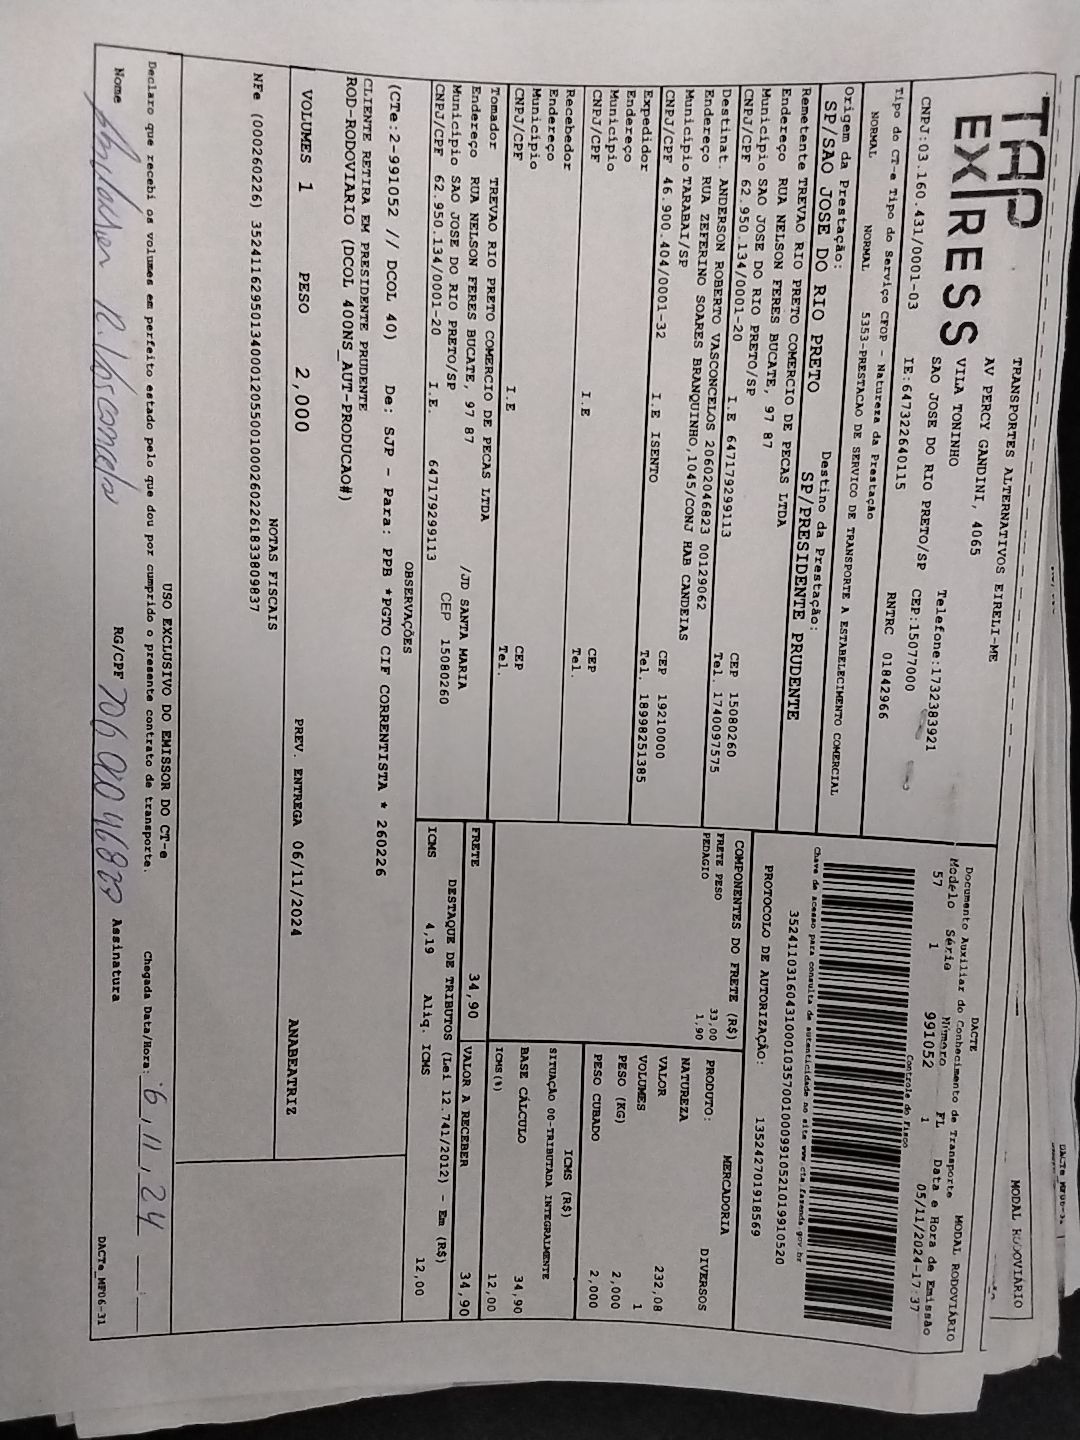 MODAL RODOVIÁRIO
TAP
EXPRESS
TRANSPORTES ALTERNATIVOS EIRELI-ME
AV PERCY GANDINI, 4065
VILA TONINHO
SAO JOSE DO RIO PRETO/SP
Telefone:1732383921
CEP:15077000
CNPJ:03.160.431/0001-03
IE:647322640115
RNTRC 01842966
DACTE
Documento Auxiliar do Conhecimento de Transporte
MODAL RODOVIÁRIO
Modelo Série Número FL Data e Hora de Emissão
57 1 991052 1 05/11/2024-17:37
Controle do Fisco
Tipo do CT-e Tipo do Serviço CFOP - Natureza da Prestação
NORMAL NORMAL 5353-PRESTACAO DE SERVICO DE TRANSPORTE A ESTABELECIMENTO COMERCIAL
Chave de acesso para consulta de autenticidade no site www.cte.fazenda.gov.br
Origem da Prestação: Destino da Prestação:
SP/SAO JOSE DO RIO PRETO SP/PRESIDENTE PRUDENTE
PROTOCOLO DE AUTORIZAÇÃO: 135242701918569
Remetente TREVAO RIO PRETO COMERCIO DE PECAS LTDA
Endereço RUA NELSON FERES BUCATE, 97 87
Município SAO JOSE DO RIO PRETO/SP CEP 15080260
CNPJ/CPF 62.950.134/0001-20 I.E 647179299113 Tel. 1740097575
Destinat. ANDERSON ROBERTO VASCONCELOS 20602046823 00129062
Endereço RUA ZEFERINO SOARES BRANQUINHO,1045/CONJ HAB CANDEIAS
Município TARABAI/SP CEP 19210000
CNPJ/CPF 46.900.404/0001-32 I.E ISENTO Tel. 18998251385
Expedidor
Endereço
Município CEP
CNPJ/CPF I.E Tel.
Recebedor
Endereço
Município CEP
CNPJ/CPF I.E Tel.
Tomador TREVAO RIO PRETO COMERCIO DE PECAS LTDA
Endereço RUA NELSON FERES BUCATE, 97 87 /JD SANTA MARIA
Município SAO JOSE DO RIO PRETO/SP CEP 15080260
CNPJ/CPF 62.950.134/0001-20 I.E. 647179299113
COMPONENTES DO FRETE (R$)
FRETE PESO 33,00
PEDAGIO 1,90
MERCADORIA
PRODUTO: DIVERSOS
NATUREZA
VALOR 232,08
VOLUMES 1
PESO (KG) 2,000
PESO CUBADO 2,000
ICMS (R$)
SITUAÇÃO 00-TRIBUTADA INTEGRALMENTE
BASE CÁLCULO 34,90
ICMS(%) 12,00
FRETE 34,90 VALOR A RECEBER 34,90
DESTAQUE DE TRIBUTOS (Lei 12.741/2012) - Em (R$)
ICMS 4,19 Aliq. ICMS 12,00
OBSERVAÇÕES
(CTe:2-991052 // DCOL 40) De: SJP - Para: PPB *PGTO CIF CORRENTISTA * 260226
CLIENTE RETIRA EM PRESIDENTE PRUDENTE
ROD-RODOVIARIO (DCOL 400NS_AUT-PRODUCAO#)
VOLUMES 1 PESO 2,000 PREV. ENTREGA 06/11/2024 ANABEATRIZ
NOTAS FISCAIS
NFe (000260226)
USO EXCLUSIVO DO EMISSOR DO CT-e
Declaro que recebi os volumes em perfeito estado pelo que dou por cumprido o presente contrato de transporte. Chegada Data/Hora: 6,11,24
Nome R. Vasconcelos RG/CPF Assinatura
DACTe_MF06-31